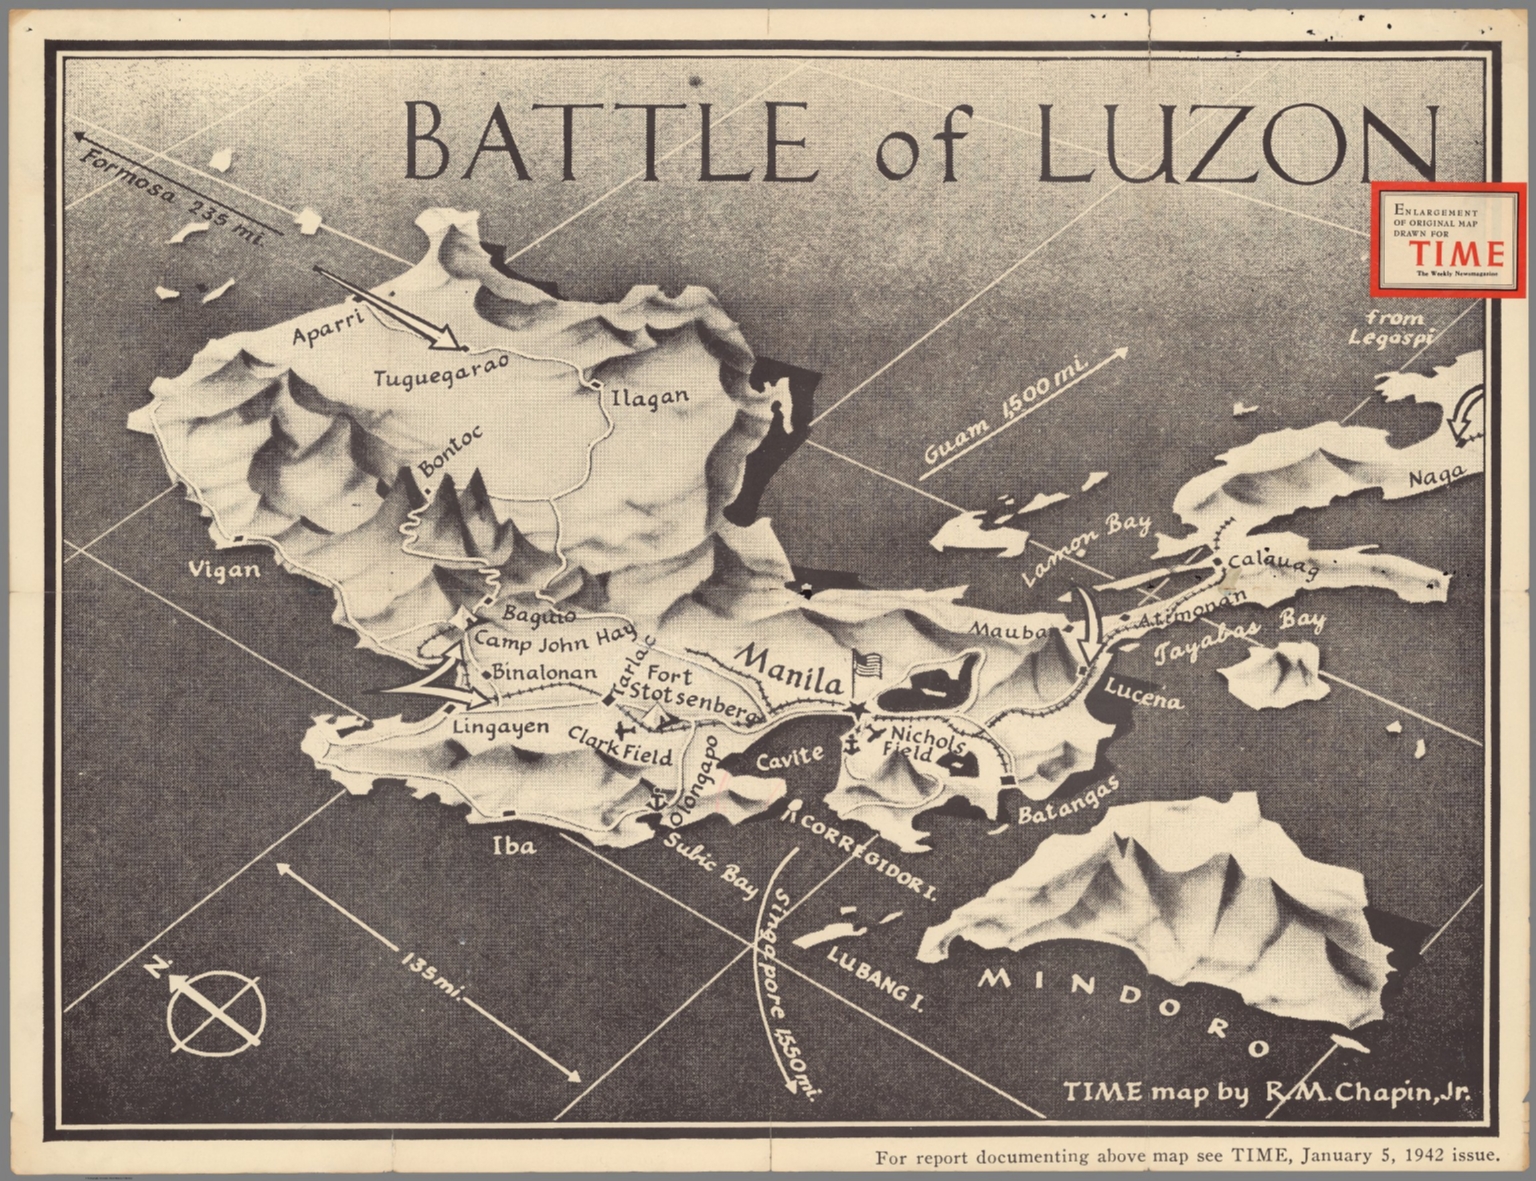 BATTLE of LUZON
Formosa 235 mi.
ENLARGEMENT
OF ORIGINAL MAP
DRAWN FOR
TIME
The Weekly Newsmagazine
from
Legaspi
Aparri
Tuguegarao
Ilagan
Guam 1,500 mi.
Bontoc
Naga
Lamon Bay
Vigan
Calauag
Baguio
Camp John Hay
Mauban
Atimonan
Tayabas Bay
Binalonan
Tarlac
Fort
Stotsenberg
Manila
Lucena
Lingayen
Clark Field
Nichols
Field
Cavite
Olongapo
Batangas
Iba
Subic Bay
CORREGIDOR I.
Singapore 1,550 mi.
LUBANG I.
MINDORO
135 mi.
N
TIME map by R.M.Chapin, Jr.
For report documenting above map see TIME, January 5, 1942 issue.